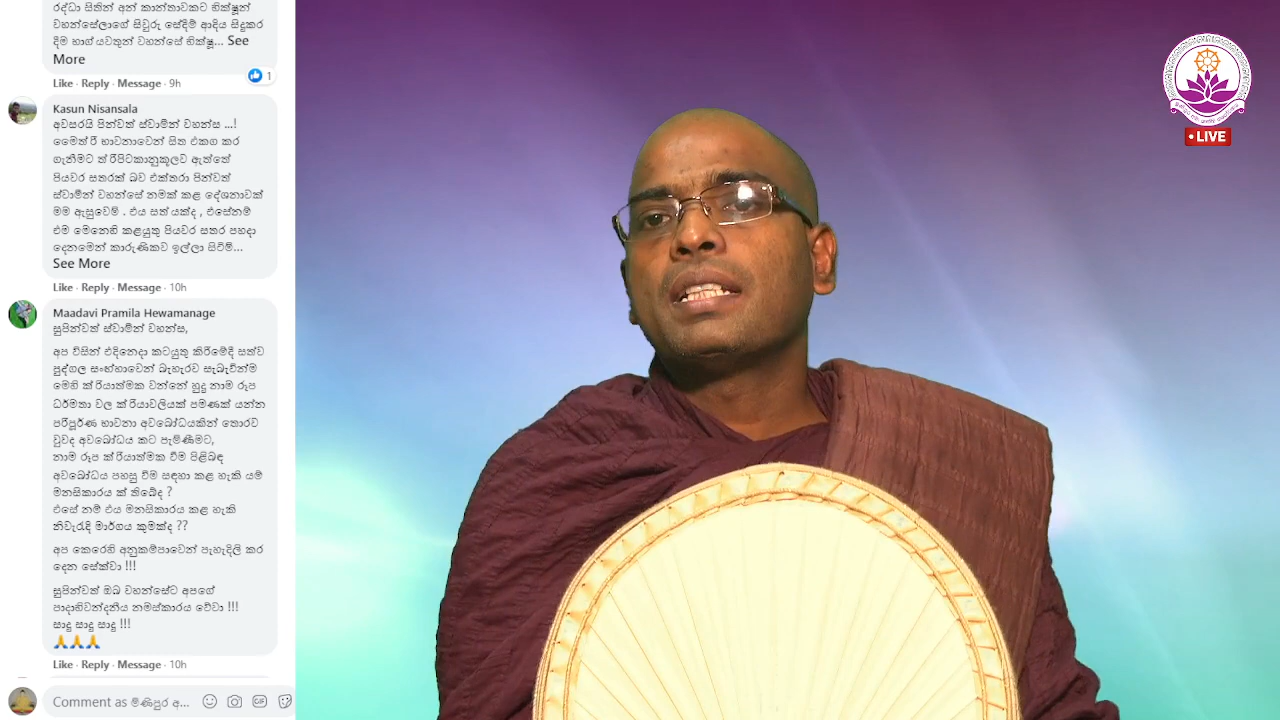 රද්ධා සිතින් අන් කාන්තාවකට භික්ෂූන්
වහන්සේලාගේ සිවුරු සේදීම් ආදිය සිදුකර
දීම භාග් යවතුන් වහන්සේ භික්ෂූ... See
More
Like · Reply · Message · 9h
1
Kasun Nisansala
අවසරයි පින්වත් ස්වාමීන් වහන්ස ...!
මෛත් රී භාවනාවෙන් සිත එකඟ කර
ගැනීමට ත් රීපිටකානුකූලව ඇත්තේ
පියවර සතරක් බව එක්තරා පින්වත්
ස්වාමීන් වහන්සේ නමක් කළ දේශනාවක්
මම ඇසුවෙමි . එය සත් යක්ද , එසේනම්
එම මෙනෙහි කළයුතු පියවර සතර පහදා
දෙනමෙන් කාරුණිකව ඉල්ලා සිටිමි...
See More
Like · Reply · Message · 10h
Maadavi Pramila Hewamanage
සුපින්වත් ස්වාමීන් වහන්ස,
අප විසින් එදිනෙදා කටයුතු කිරීමේදී සත්ව
පුද්ගල සංඥාවෙන් බැහැරව සැබැවින්ම
මෙහි ක් රියාත්මක වන්නේ හුදු නාම රූප
ධර්මතා වල ක් රියාවලියක් පමණක් යන්න
පරිපූර්ණ භාවනා අවබෝධයකින් තොරව
වුවද අවබෝධය කට පැමිණීමට,
නාම රූප ක් රියාත්මක වීම පිළිබඳ
අවබෝධය පහසු වීම සඳහා කළ හැකි යම්
මනසිකාරය ක් තිබේද ?
එසේ නම් එය මනසිකාරය කළ හැකි
නිවැරැදි මාර්ගය කුමක්ද ??
අප කෙරෙහි අනුකම්පාවෙන් පැහැදිලි කර
දෙන සේක්වා !!!
සුපින්වත් ඔබ වහන්සේට අපගේ
පාදාභිවන්දනීය නමස්කාරය වේවා !!!
සාදු සාදු සාදු !!!
🙏🙏🙏
Like · Reply · Message · 10h
Comment as මිණිපුර අ...
GIF
• LIVE